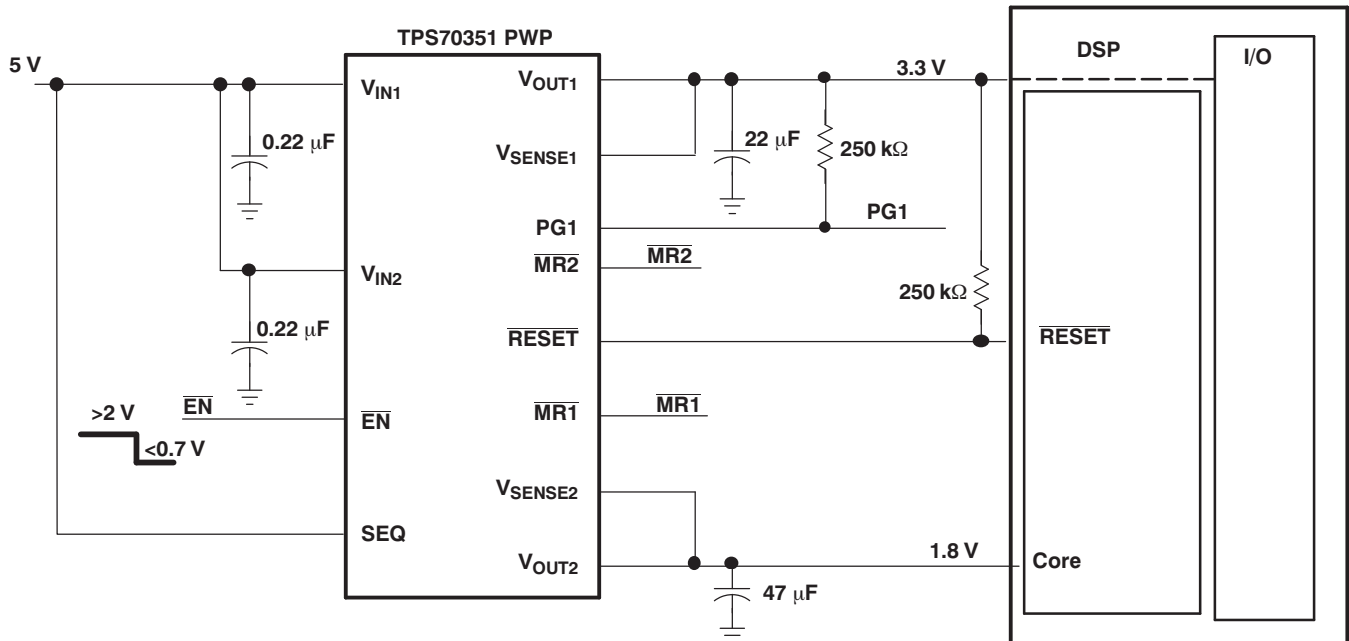 TPS70351 PWP
DSP
I/O
5 V
VIN1
VOUT1
3.3 V
0.22 μF
VSENSE1
22 μF
250 kΩ
PG1
PG1
MR2
MR2
VIN2
250 kΩ
0.22 μF
RESET
RESET
>2 V
EN
EN
MR1
MR1
<0.7 V
VSENSE2
SEQ
VOUT2
1.8 V
Core
47 μF